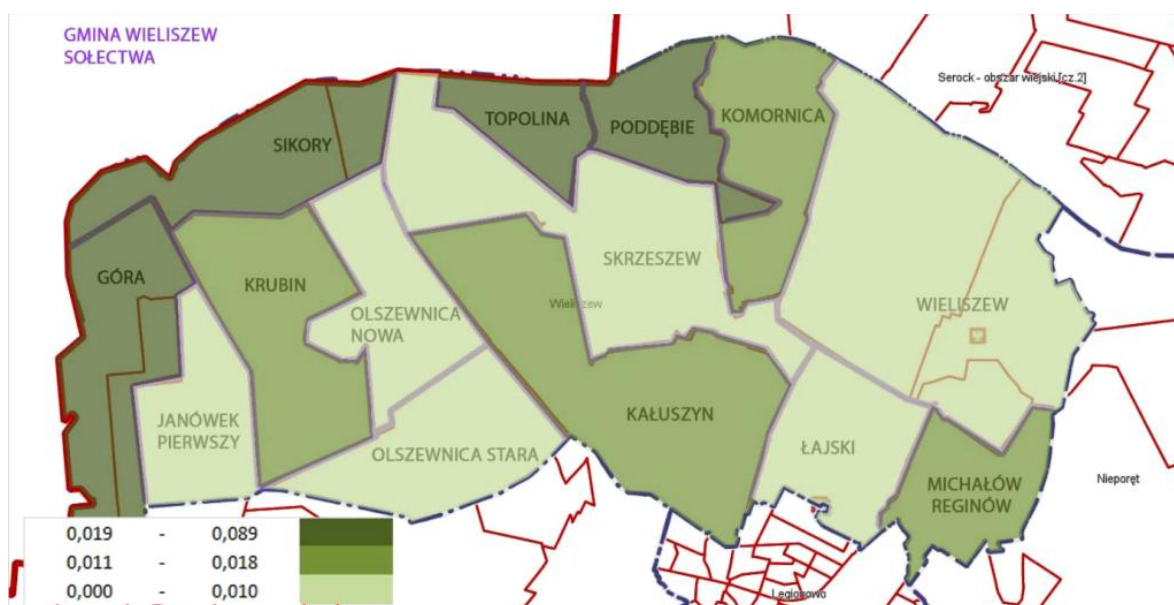 GMINA WIELISZEW
SOŁECTWA
Serock - obszar wiejski [cz.2]
TOPOLINA
PODDĘBIE
KOMORNICA
SIKORY
GÓRA
KRUBIN
SKRZESZEW
OLSZEWNICA
NOWA
Wieliszew
WIELISZEW
JANÓWEK
PIERWSZY
OLSZEWNICA STARA
KAŁUSZYN
ŁAJSKI
MICHAŁÓW
REGINÓW
Nieporęt
Legionowo
0,019 - 0,089
0,011 - 0,018
0,000 - 0,010